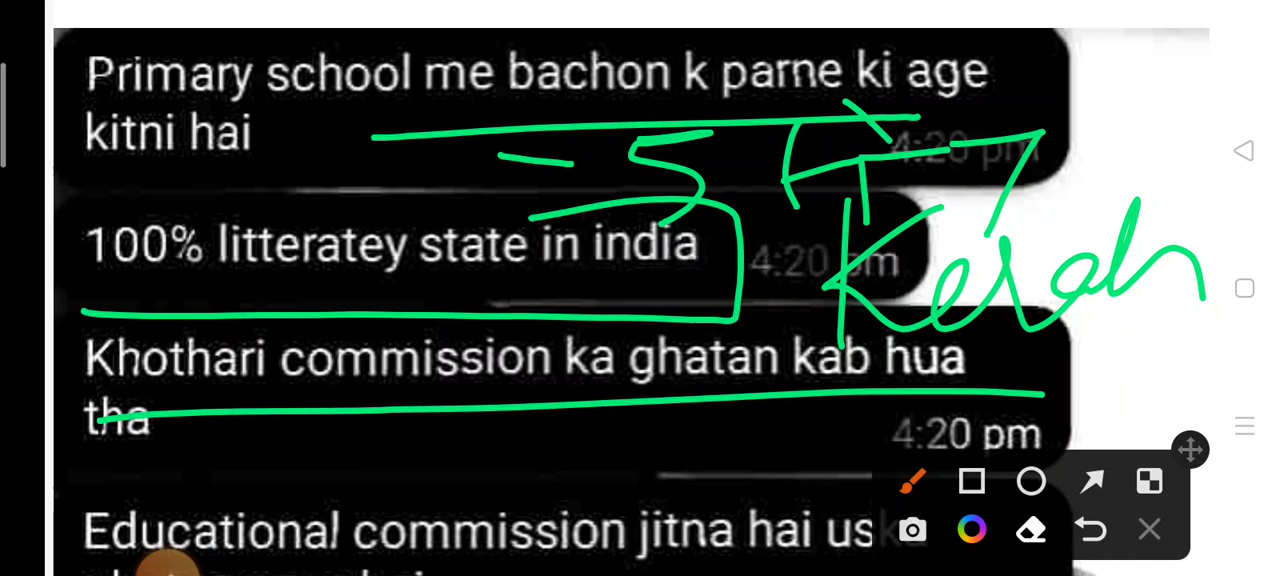 Primary school me bachon k parne ki age
kitni hai
4:20 pm
- 5
100% litteratey state in india
4:20 pm
Keral
Khothari commission ka ghatan kab hua
tha
4:20 pm
Educational commission jitna hai us